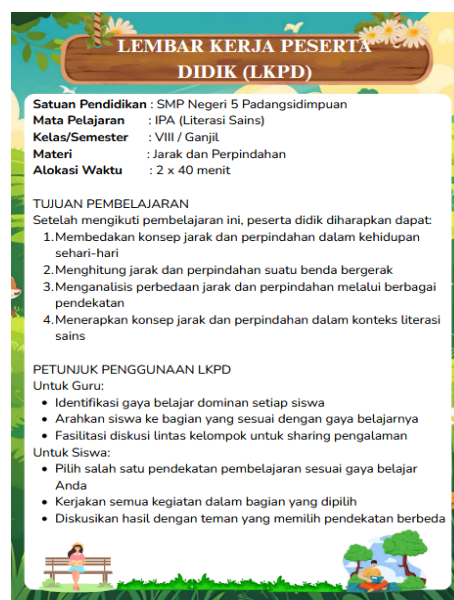 LEMBAR KERJA PESERTA
DIDIK (LKPD)
Satuan Pendidikan : SMP Negeri 5 Padangsidimpuan
Mata Pelajaran : IPA (Literasi Sains)
Kelas/Semester : VIII / Ganjil
Materi : Jarak dan Perpindahan
Alokasi Waktu : 2 x 40 menit
TUJUAN PEMBELAJARAN
Setelah mengikuti pembelajaran ini, peserta didik diharapkan dapat:
1. Membedakan konsep jarak dan perpindahan dalam kehidupan
sehari-hari
2. Menghitung jarak dan perpindahan suatu benda bergerak
3. Menganalisis perbedaan jarak dan perpindahan melalui berbagai
pendekatan
4. Menerapkan konsep jarak dan perpindahan dalam konteks literasi
sains
PETUNJUK PENGGUNAAN LKPD
Untuk Guru:
• Identifikasi gaya belajar dominan setiap siswa
• Arahkan siswa ke bagian yang sesuai dengan gaya belajarnya
• Fasilitasi diskusi lintas kelompok untuk sharing pengalaman
Untuk Siswa:
• Pilih salah satu pendekatan pembelajaran sesuai gaya belajar
Anda
• Kerjakan semua kegiatan dalam bagian yang dipilih
• Diskusikan hasil dengan teman yang memilih pendekatan berbeda